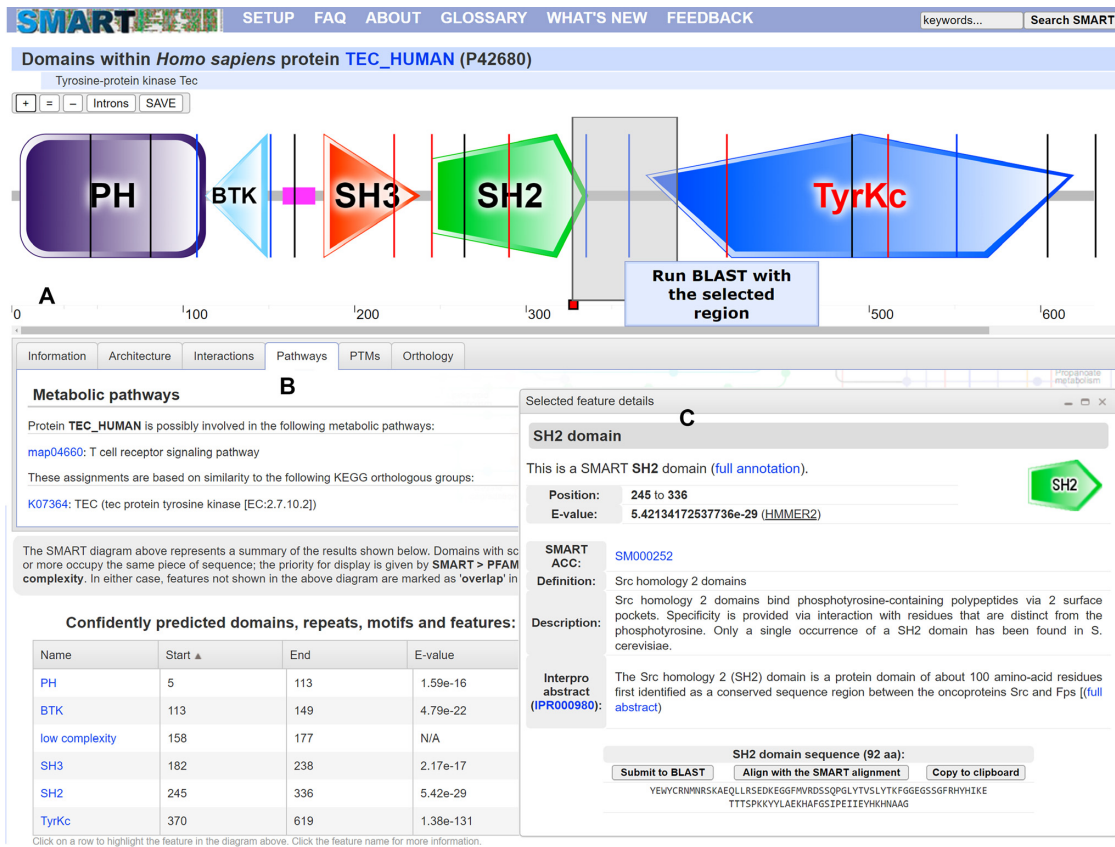 SMART SETUP FAQ ABOUT GLOSSARY WHAT'S NEW FEEDBACK keywords... Search SMART
Domains within Homo sapiens protein TEC_HUMAN (P42680)
Tyrosine-protein kinase Tec
+ = – Introns SAVE
PH BTK SH3 SH2 TyrKc
Run BLAST with
the selected
region
A
0 100 200 300 500 600
Information Architecture Interactions Pathways PTMs Orthology
B
Metabolic pathways
Protein TEC_HUMAN is possibly involved in the following metabolic pathways:
map04660: T cell receptor signaling pathway
These assignments are based on similarity to the following KEGG orthologous groups:
K07364: TEC (tec protein tyrosine kinase [EC:2.7.10.2])
The SMART diagram above represents a summary of the results shown below. Domains with sc
or more occupy the same piece of sequence; the priority for display is given by SMART > PFAM
complexity. In either case, features not shown in the above diagram are marked as 'overlap' in
Confidently predicted domains, repeats, motifs and features:
Name Start End E-value
PH 5 113 1.59e-16
BTK 113 149 4.79e-22
low complexity 158 177 N/A
SH3 182 238 2.17e-17
SH2 245 336 5.42e-29
TyrKc 370 619 1.38e-131
Click on a row to highlight the feature in the diagram above. Click the feature name for more information.
Propanoate
metabolism
Selected feature details
C
SH2 domain
This is a SMART SH2 domain (full annotation).
SH2
Position: 245 to 336
E-value: 5.42134172537736e-29 (HMMER2)
SMART
ACC: SM000252
Definition: Src homology 2 domains
Description: Src homology 2 domains bind phosphotyrosine-containing polypeptides via 2 surface
pockets. Specificity is provided via interaction with residues that are distinct from the
phosphotyrosine. Only a single occurrence of a SH2 domain has been found in S.
cerevisiae.
Interpro
abstract
(IPR000980): The Src homology 2 (SH2) domain is a protein domain of about 100 amino-acid residues
first identified as a conserved sequence region between the oncoproteins Src and Fps [(full
abstract)
SH2 domain sequence (92 aa):
Submit to BLAST Align with the SMART alignment Copy to clipboard
YEWYCRNMNRSKAEQLLRSEDKEGGFMVRDSSQPGLYTVSLYTKFGGEGSSGFRHYHIKE
TTTSPKKYYLAEKHAFGSIPEIIEYHKHNAAG